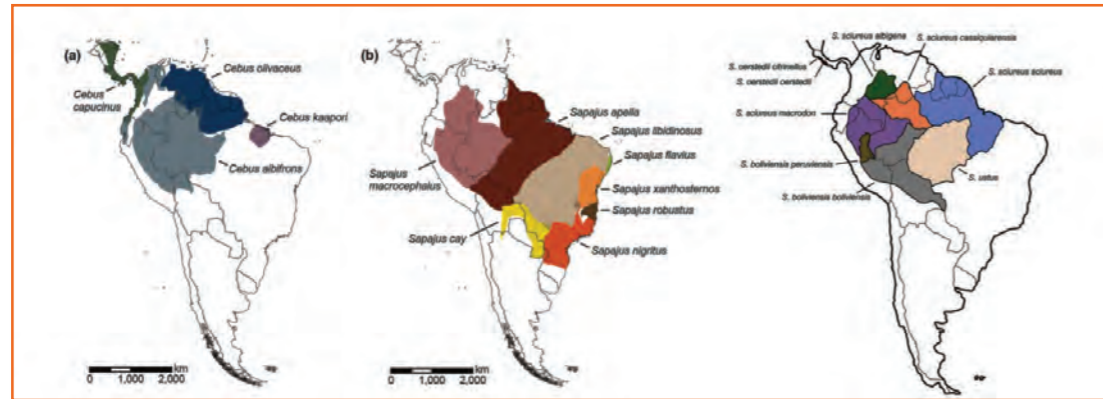 (a)
Cebus olivaceus
Cebus
capucinus
Cebus kaapori
Cebus albifrons
km
0 1,000 2,000
(b)
Sapajus apella
Sapajus libidinosus
Sapajus flavius
Sapajus
macrocephalus
Sapajus xanthosternos
Sapajus robustus
Sapajus cay
Sapajus nigritus
km
0 1,000 2,000
S. sciureus albigena
S. sciureus cassiquiarensis
S. oerstedii citrinellus
S. oerstedii oerstedii
S. sciureus sciureus
S. sciureus macrodon
S. boliviensis peruviensis
S. ustus
S. boliviensis boliviensis